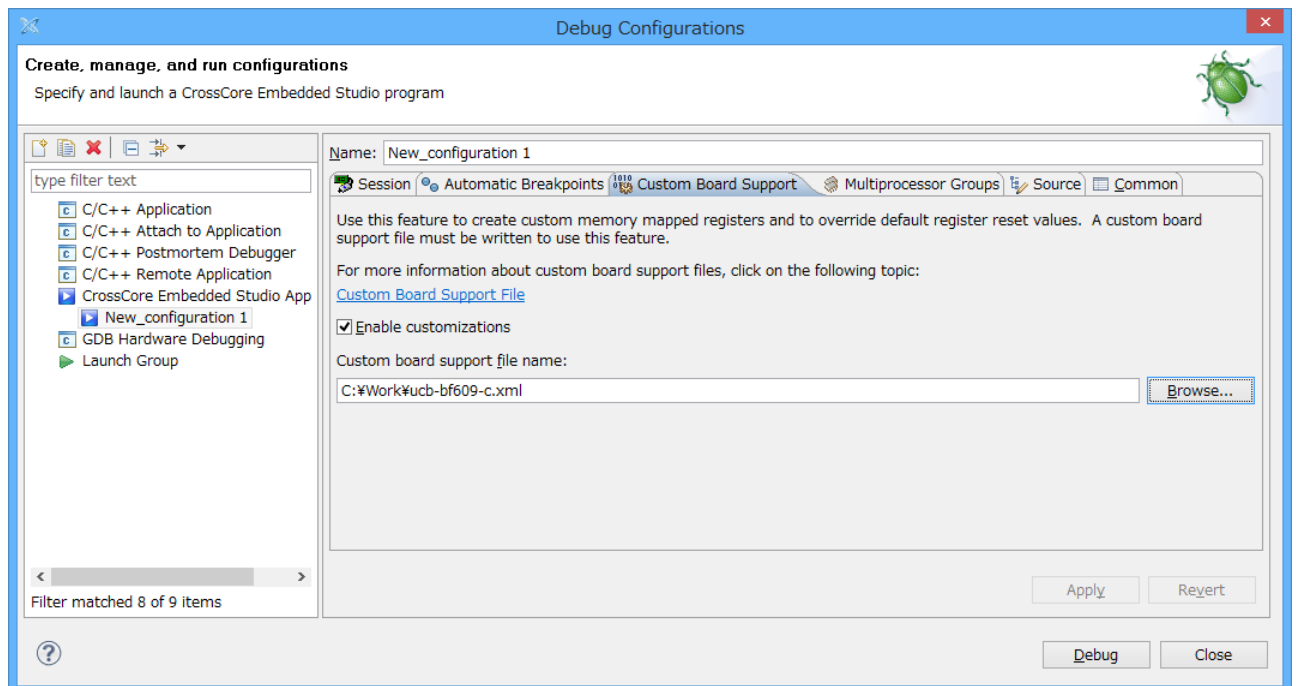 Debug Configurations
Create, manage, and run configurations
Specify and launch a CrossCore Embedded Studio program
type filter text
C/C++ Application
C/C++ Attach to Application
C/C++ Postmortem Debugger
C/C++ Remote Application
CrossCore Embedded Studio App
New_configuration 1
GDB Hardware Debugging
Launch Group
Filter matched 8 of 9 items
Name: New_configuration 1
Session Automatic Breakpoints Custom Board Support Multiprocessor Groups Source Common
Use this feature to create custom memory mapped registers and to override default register reset values. A custom board
support file must be written to use this feature.
For more information about custom board support files, click on the following topic:
Custom Board Support File
Enable customizations
Custom board support file name:
C:¥Work¥ucb-bf609-c.xml Browse...
Apply Revert
Debug Close